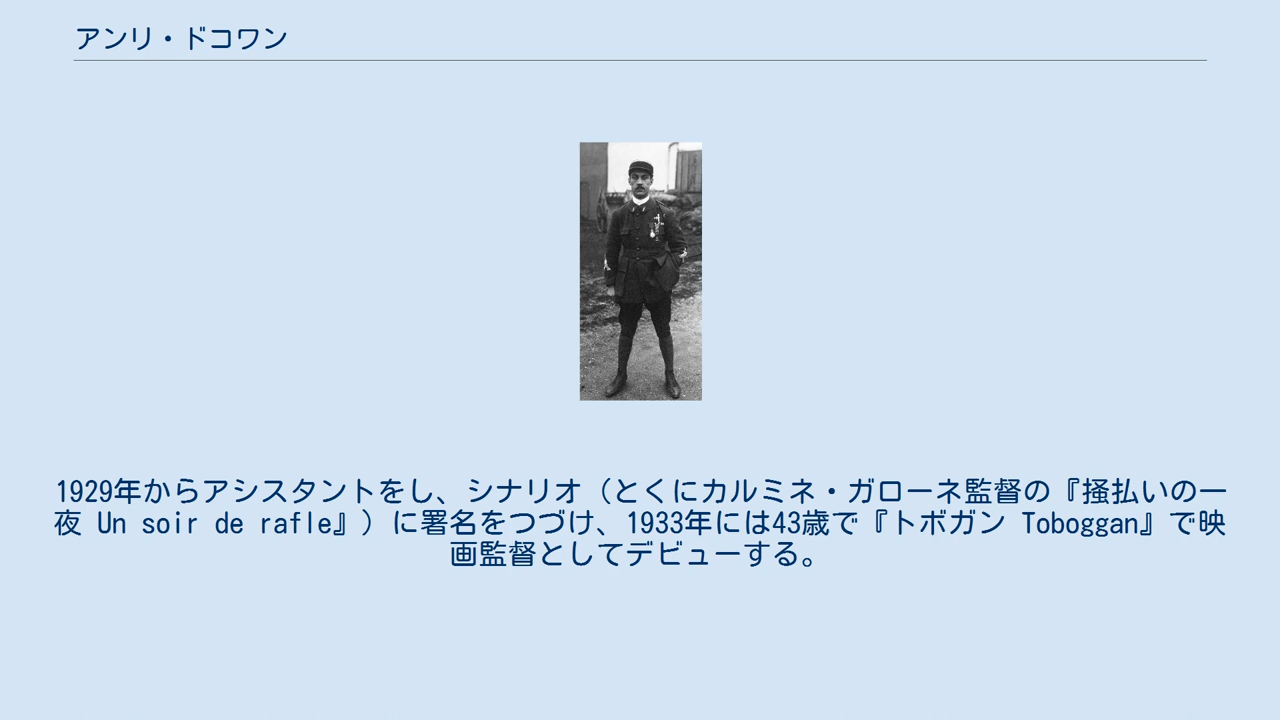 アンリ・ドコワン
1929年からアシスタントをし、シナリオ（とくにカルミネ・ガローネ監督の『掻払いの一
夜 Un soir de rafle』）に署名をつづけ、1933年には43歳で『トボガン Toboggan』で映
画監督としてデビューする。